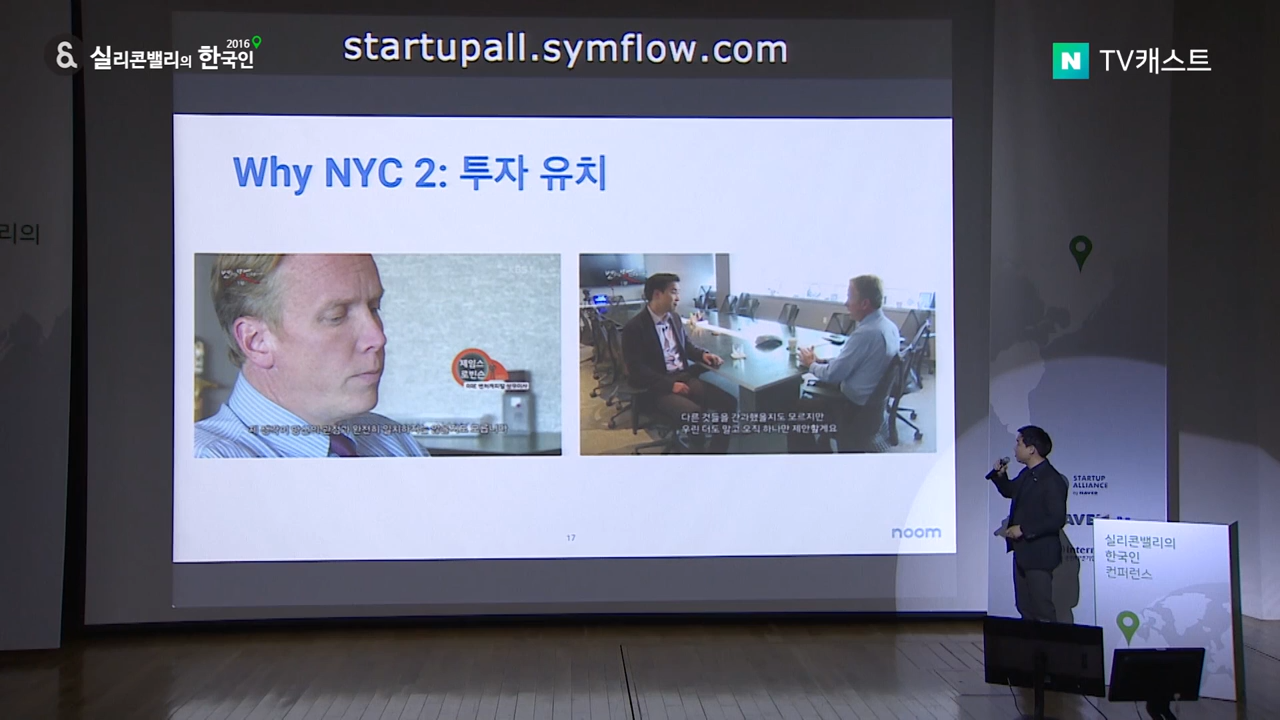 실리콘밸리의 한국인
2016
startupall.symflow.com
N TV캐스트
Why NYC 2: 투자 유치
제임스
로빈슨
다른 것들을 간과했을지도 모르지만
우린 더도 말고 오직 하나만 제안할게요
17
noom
리의
STARTUP
ALLIANCE
by NAVER
실리콘밸리의
한국인
컨퍼런스